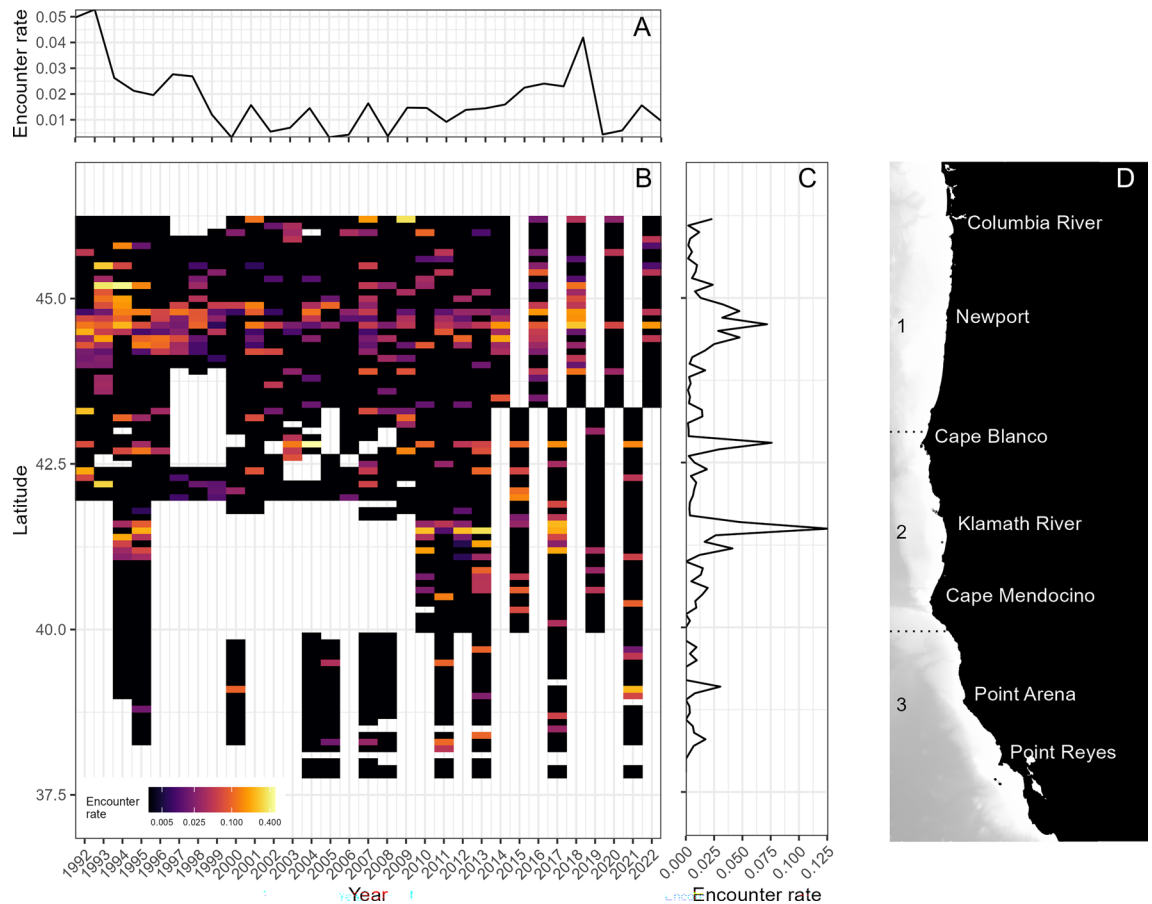 A
Encounter rate
0.05
0.04
0.03
0.02
0.01
B
C
D
Latitude
45.0
42.5
40.0
37.5
Encounter
rate
0.005 0.025 0.100 0.400
1992 1993 1994 1995 1996 1997 1998 1999 2000 2001 2002 2003 2004 2005 2006 2007 2008 2009 2010 2011 2012 2013 2014 2015 2016 2017 2018 2019 2020 2021 2022
Year
0.000 0.025 0.050 0.075 0.100 0.125
Encounter rate
Columbia River
1
Newport
Cape Blanco
2
Klamath River
Cape Mendocino
3
Point Arena
Point Reyes